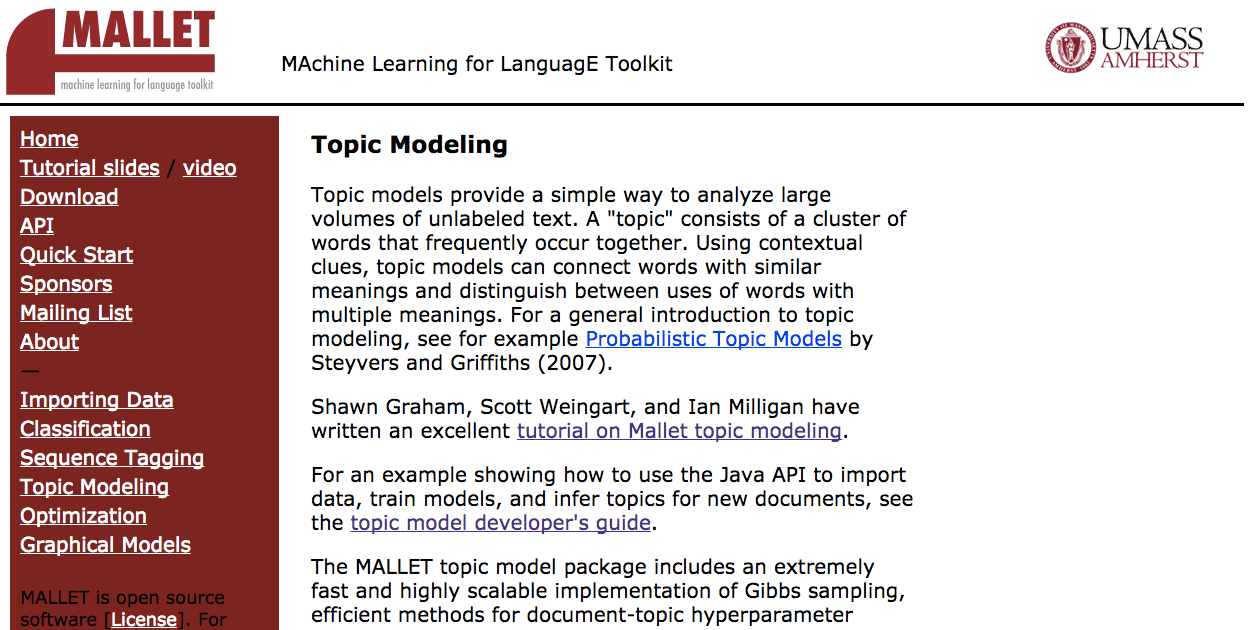 MALLET
machine learning for language toolkit
MAchine Learning for LanguagE Toolkit
UMASS
AMHERST
Home
Tutorial slides / video
Download
API
Quick Start
Sponsors
Mailing List
About
—
Importing Data
Classification
Sequence Tagging
Topic Modeling
Optimization
Graphical Models
MALLET is open source
software [License]. For
Topic Modeling
Topic models provide a simple way to analyze large
volumes of unlabeled text. A "topic" consists of a cluster of
words that frequently occur together. Using contextual
clues, topic models can connect words with similar
meanings and distinguish between uses of words with
multiple meanings. For a general introduction to topic
modeling, see for example Probabilistic Topic Models by
Steyvers and Griffiths (2007).
Shawn Graham, Scott Weingart, and Ian Milligan have
written an excellent tutorial on Mallet topic modeling.
For an example showing how to use the Java API to import
data, train models, and infer topics for new documents, see
the topic model developer's guide.
The MALLET topic model package includes an extremely
fast and highly scalable implementation of Gibbs sampling,
efficient methods for document-topic hyperparameter